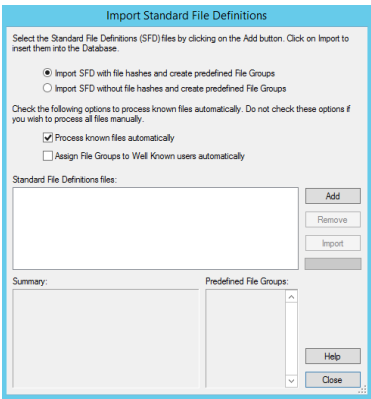 Import Standard File Definitions
Select the Standard File Definitions (SFD) files by clicking on the Add button. Click on Import to
insert them into the Database.
Import SFD with file hashes and create predefined File Groups
Import SFD without file hashes and create predefined File Groups
Check the following options to process known files automatically. Do not check these options if
you wish to process all files manually.
Process known files automatically
Assign File Groups to Well Known users automatically
Standard File Definitions files:
Add
Remove
Import
Summary:
Predefined File Groups:
Help
Close